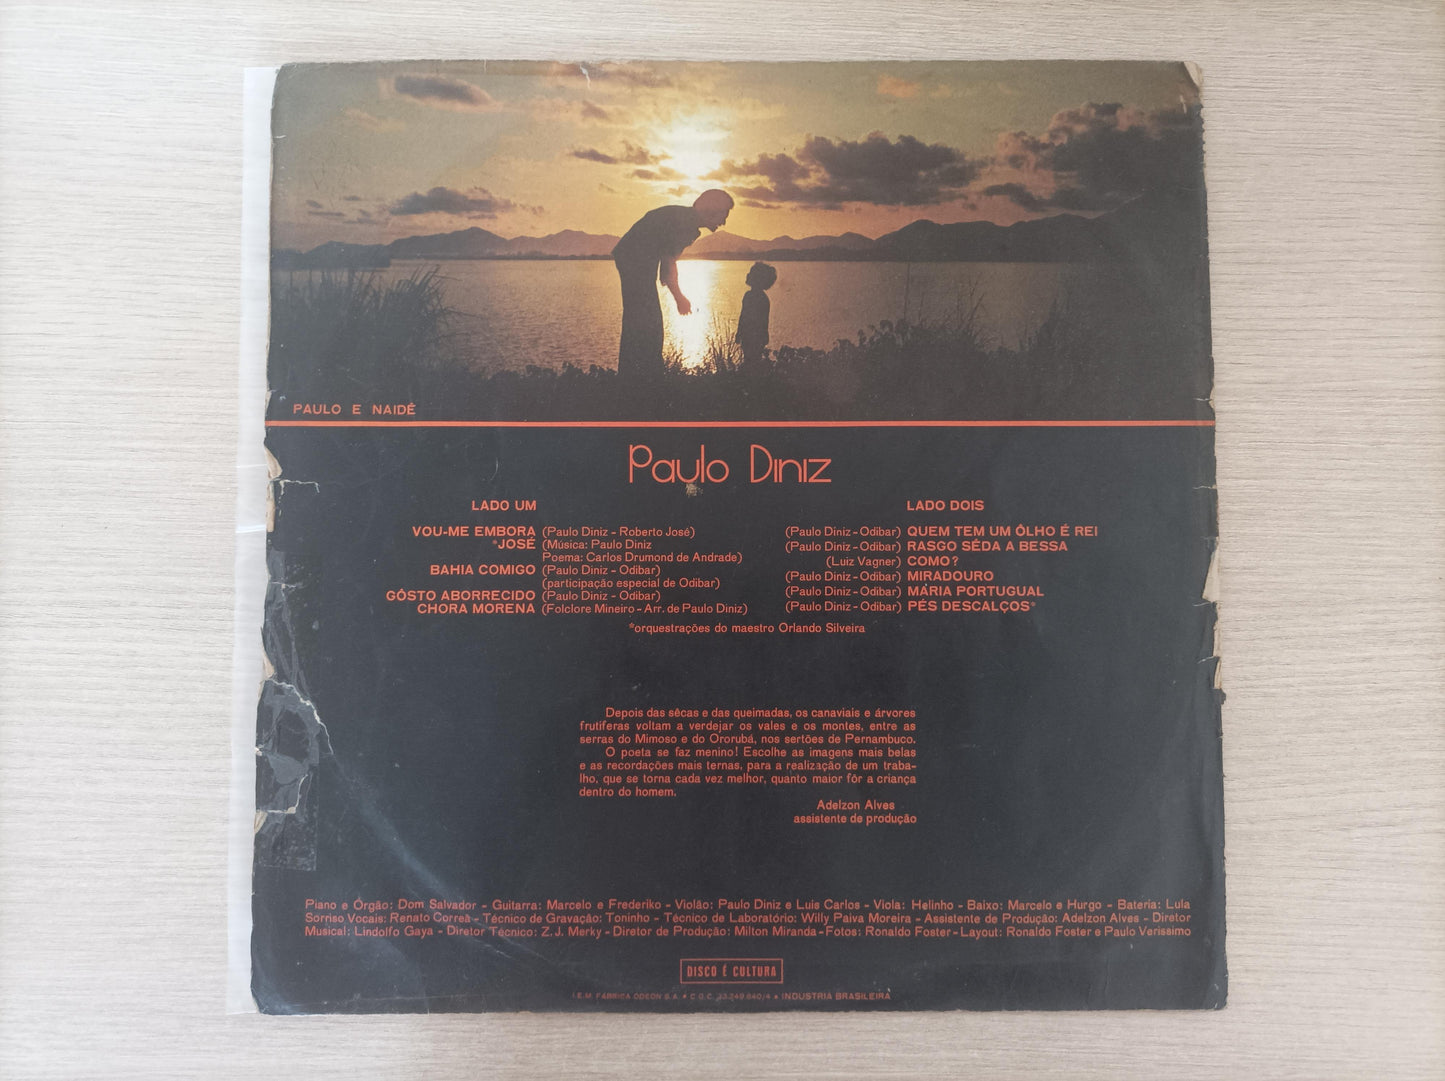 PAULO E NAIDÊ
Paulo Diniz
LADO UM
VOU-ME EMBORA (Paulo Diniz - Roberto José)
*JOSÉ (Música: Paulo Diniz
Poema: Carlos Drumond de Andrade)
BAHIA COMIGO (Paulo Diniz - Odibar)
(participação especial de Odibar)
GÔSTO ABORRECIDO (Paulo Diniz - Odibar)
CHORA MORENA (Folclore Mineiro - Arr. de Paulo Diniz)
LADO DOIS
(Paulo Diniz - Odibar) QUEM TEM UM ÔLHO É REI
(Paulo Diniz - Odibar) RASGO SÊDA A BESSA
(Luiz Vagner) COMO?
(Paulo Diniz - Odibar) MIRADOURO
(Paulo Diniz - Odibar) MÁRIA PORTUGUAL
(Paulo Diniz - Odibar) PÉS DESCALÇOS*
*orquestrações do maestro Orlando Silveira
Depois das sêcas e das queimadas, os canaviais e árvores
frutíferas voltam a verdejar os vales e os montes, entre as
serras do Mimoso e do Ororubá, nos sertões de Pernambuco.
O poeta se faz menino! Escolhe as imagens mais belas
e as recordações mais ternas, para a realização de um traba-
lho, que se torna cada vez melhor, quanto maior fôr a criança
dentro do homem.
Adelzon Alves
assistente de produção
Piano e Órgão: Dom Salvador - Guitarra: Marcelo e Frederiko - Violão: Paulo Diniz e Luis Carlos - Viola: Helinho - Baixo: Marcelo e Hurgo - Bateria: Lula
Sorriso Vocais: Renato Correâ - Técnico de Gravação: Toninho - Técnico de Laboratório: Willy Paiva Moreira - Assistente de Produção: Adelzon Alves - Diretor
Musical: Lindolfo Gaya - Diretor Técnico: Z. J. Merky - Diretor de Produção: Milton Miranda - Fotos: Ronaldo Foster - Layout: Ronaldo Foster e Paulo Verissimo
DISCO É CULTURA
I.E.M. FÁBRICA ODEON S.A. • C G C. 33.249.640/4 • INDUSTRIA BRASILEIRA